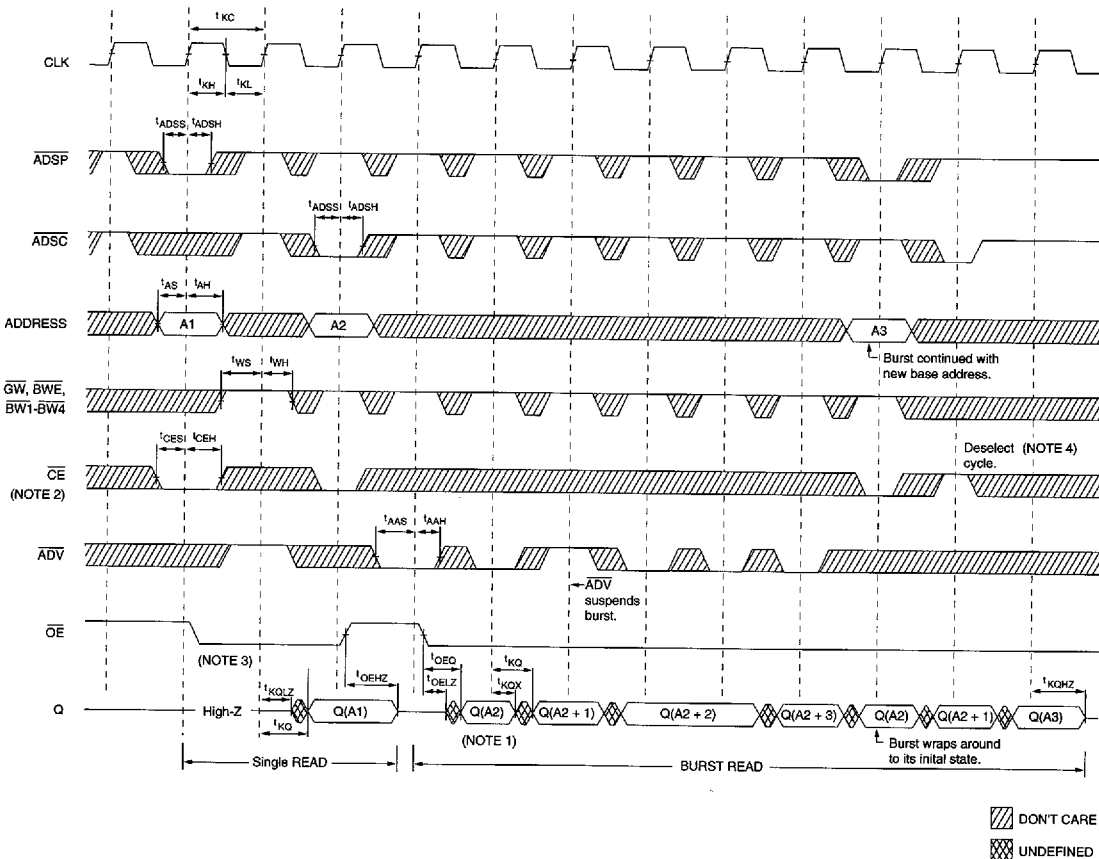 tKC
CLK
tKH tKL
tADSS tADSH
ADSP
tADSS tADSH
ADSC
tAS tAH
ADDRESS A1 A2 A3
Burst continued with
new base address.
tWS tWH
GW, BWE,
BW1-BW4
tCES tCEH
Deselect (NOTE 4)
cycle.
CE
(NOTE 2)
tAAS tAAH
ADV
ADV
suspends
burst.
OE
(NOTE 3)
tOEHZ tOEQ tKQ
tKQLZ tOELZ tKQX tKQHZ
Q High-Z Q(A1) Q(A2) Q(A2 + 1) Q(A2 + 2) Q(A2 + 3) Q(A2) Q(A2 + 1) Q(A3)
tKQ
(NOTE 1)
Burst wraps around
to its inital state.
Single READ BURST READ
DON'T CARE
UNDEFINED